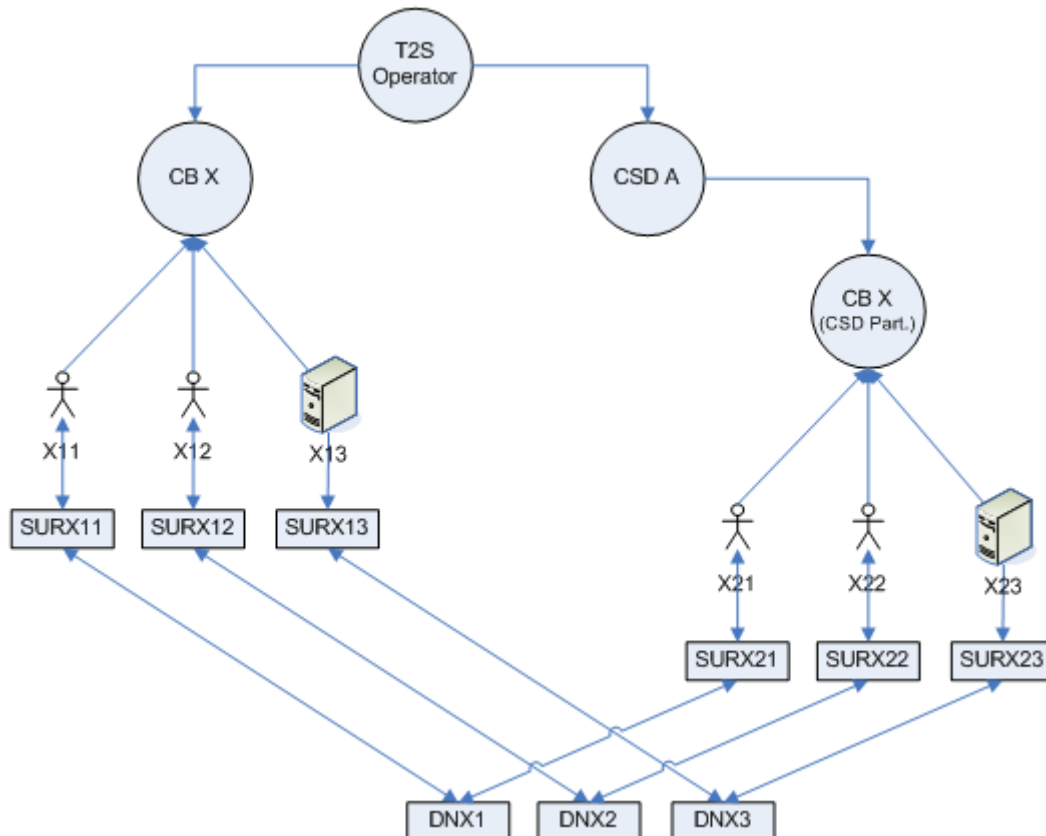 T2S
Operator
CB X
CSD A
CB X
(CSD Part.)
X11
X12
X13
SURX11
SURX12
SURX13
X21
X22
X23
SURX21
SURX22
SURX23
DNX1
DNX2
DNX3